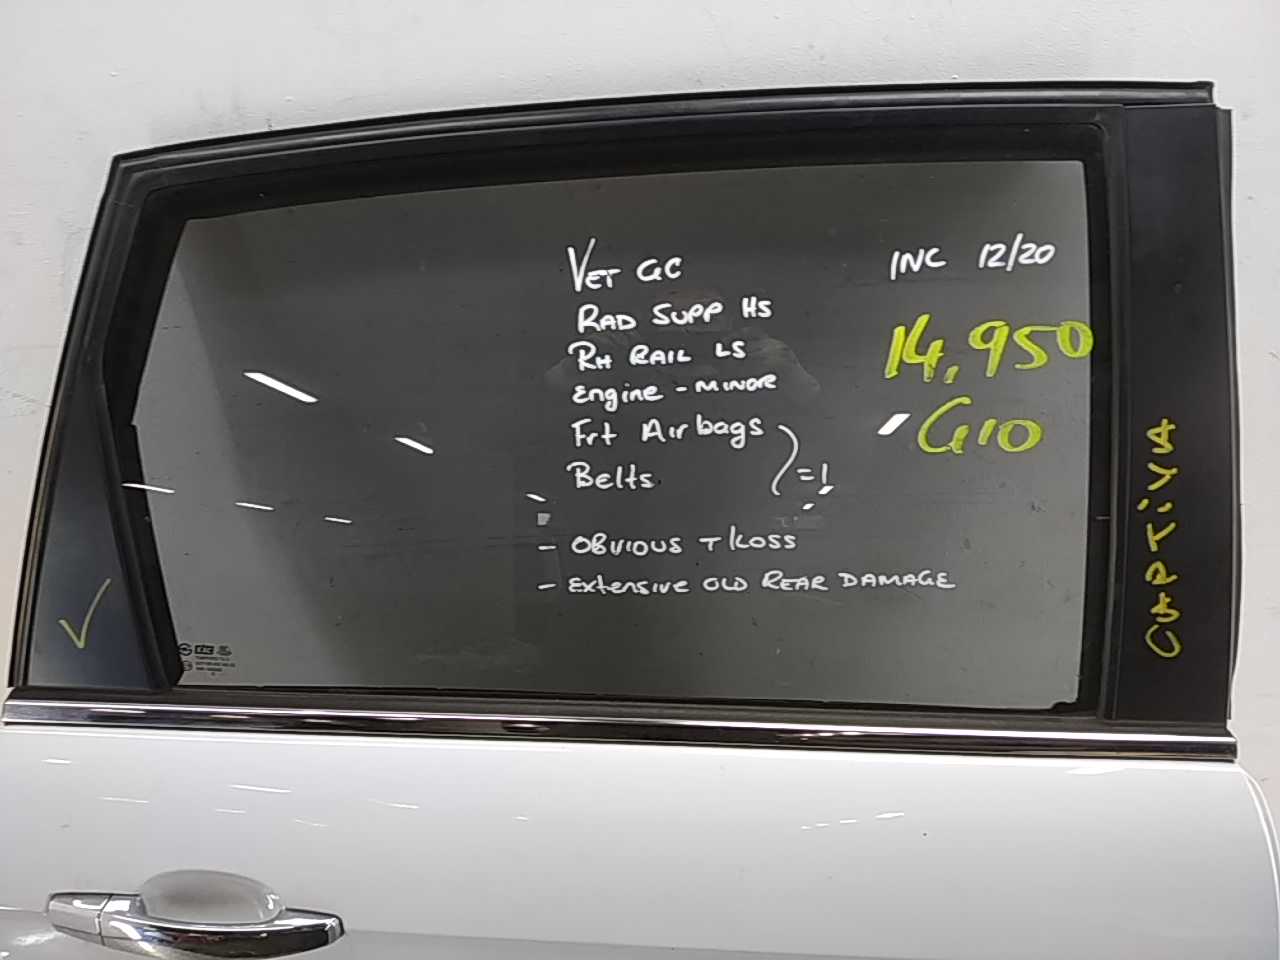 VET GC
RAD SUPP HS
RH RAIL LS
Engine - MINOR
Frt Airbags
Belts
=!
- OBVIOUS T/LOSS
- Extensive OLD REAR DAMAGE
INC 12/20
14,950
G10
CAPTiVA